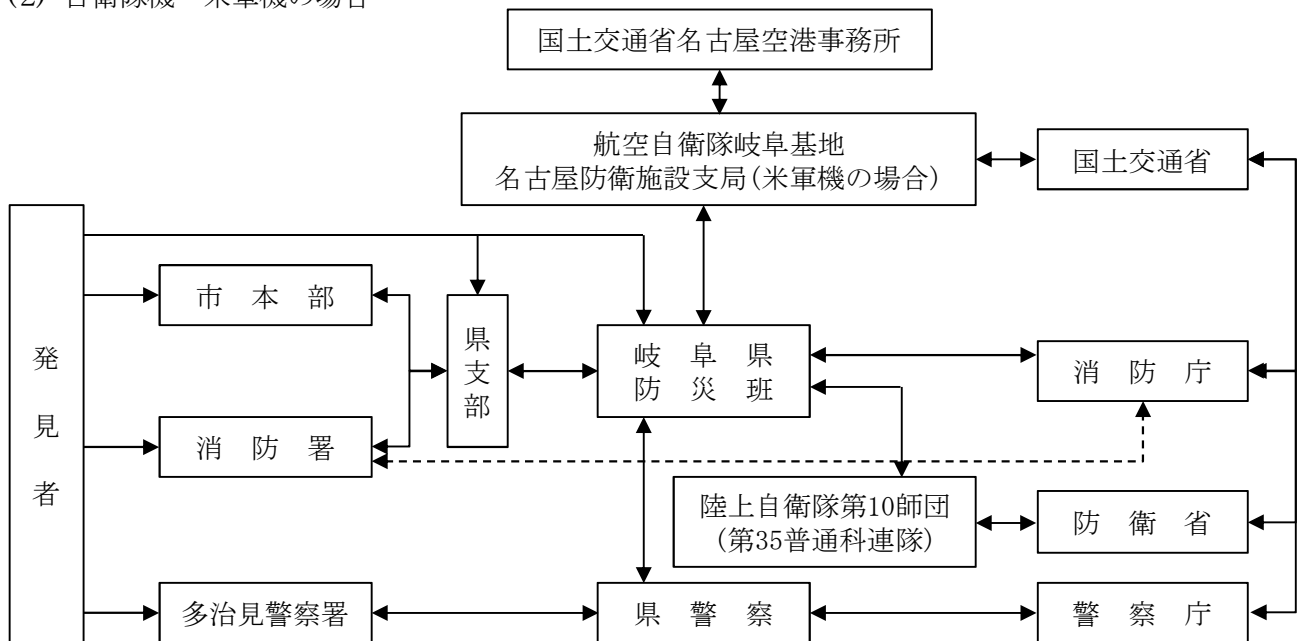 (2) 自衛隊機・米軍機の場合
国土交通省名古屋空港事務所
航空自衛隊岐阜基地
名古屋防衛施設支局(米軍機の場合)
国土交通省
発見者
市本部
県支部
岐阜県
防災班
消防庁
消防署
陸上自衛隊第10師団
(第35普通科連隊)
防衛省
多治見警察署
県警察
警察庁